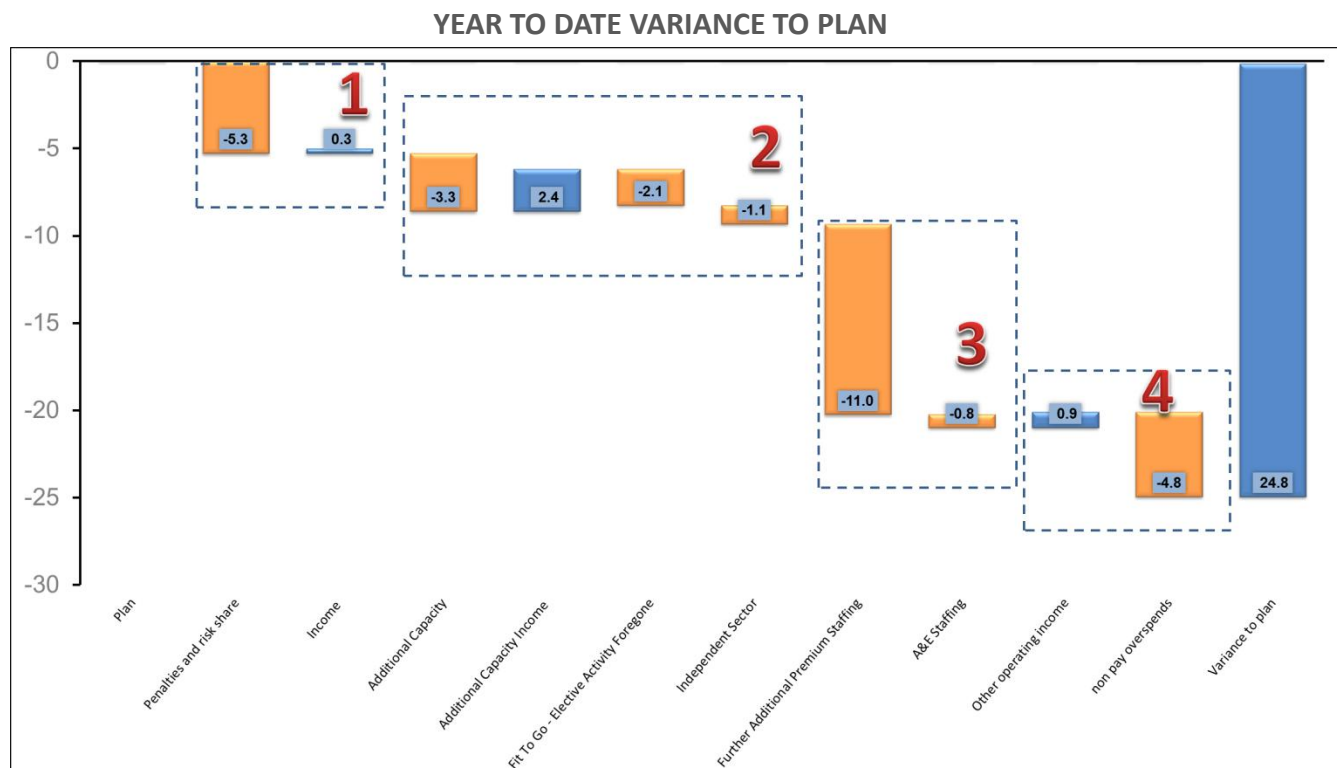 YEAR TO DATE VARIANCE TO PLAN
0
-5
-10
-15
-20
-25
-30
1
2
3
4
-5.3
0.3
-3.3
2.4
-2.1
-1.1
-11.0
-0.8
0.9
-4.8
24.8
Plan
Penalties and risk share
Income
Additional Capacity
Additional Capacity Income
Fit To Go - Elective Activity Foregone
Independent Sector
Further Additional Premium Staffing
A&E Staffing
Other operating income
non pay overspends
Variance to plan